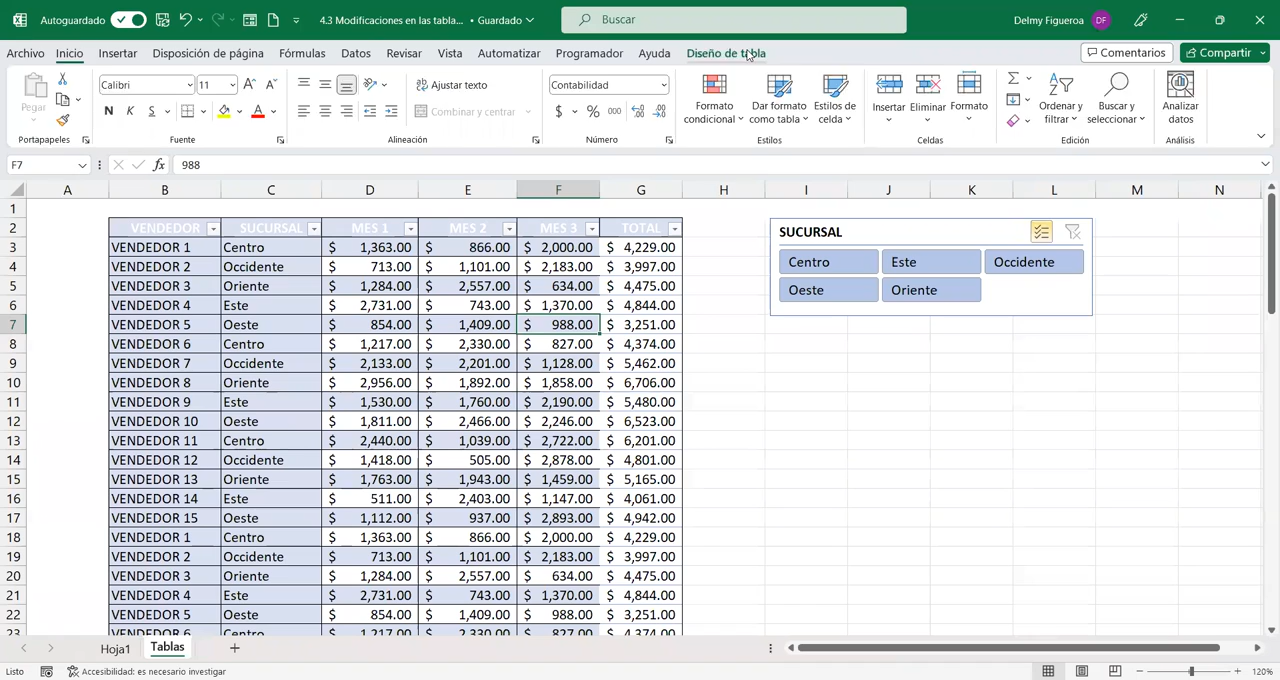 Autoguardado 4.3 Modificaciones en las tabla... • Guardado Buscar Delmy Figueroa DF
Archivo Inicio Insertar Disposición de página Fórmulas Datos Revisar Vista Automatizar Programador Ayuda Diseño de tabla Comentarios Compartir
Pegar Calibri 11 Ajustar texto Contabilidad Formato condicional Dar formato como tabla Estilos de celda Insertar Eliminar Formato Ordenar y filtrar Buscar y seleccionar Analizar datos
N K S A Combinar y centrar $ % 000
Portapapeles Fuente Alineación Número Estilos Celdas Edición Análisis
F7 fx 988
A B C D E F G H I J K L M N
1
2 VENDEDOR SUCURSAL MES 1 MES 2 MES 3 TOTAL
3 VENDEDOR 1 Centro $ 1,363.00 $ 866.00 $ 2,000.00 $ 4,229.00
4 VENDEDOR 2 Occidente $ 713.00 $ 1,101.00 $ 2,183.00 $ 3,997.00
5 VENDEDOR 3 Oriente $ 1,284.00 $ 2,557.00 $ 634.00 $ 4,475.00
6 VENDEDOR 4 Este $ 2,731.00 $ 743.00 $ 1,370.00 $ 4,844.00
7 VENDEDOR 5 Oeste $ 854.00 $ 1,409.00 $ 988.00 $ 3,251.00
8 VENDEDOR 6 Centro $ 1,217.00 $ 2,330.00 $ 827.00 $ 4,374.00
9 VENDEDOR 7 Occidente $ 2,133.00 $ 2,201.00 $ 1,128.00 $ 5,462.00
10 VENDEDOR 8 Oriente $ 2,956.00 $ 1,892.00 $ 1,858.00 $ 6,706.00
11 VENDEDOR 9 Este $ 1,530.00 $ 1,760.00 $ 2,190.00 $ 5,480.00
12 VENDEDOR 10 Oeste $ 1,811.00 $ 2,466.00 $ 2,246.00 $ 6,523.00
13 VENDEDOR 11 Centro $ 2,440.00 $ 1,039.00 $ 2,722.00 $ 6,201.00
14 VENDEDOR 12 Occidente $ 1,418.00 $ 505.00 $ 2,878.00 $ 4,801.00
15 VENDEDOR 13 Oriente $ 1,763.00 $ 1,943.00 $ 1,459.00 $ 5,165.00
16 VENDEDOR 14 Este $ 511.00 $ 2,403.00 $ 1,147.00 $ 4,061.00
17 VENDEDOR 15 Oeste $ 1,112.00 $ 937.00 $ 2,893.00 $ 4,942.00
18 VENDEDOR 1 Centro $ 1,363.00 $ 866.00 $ 2,000.00 $ 4,229.00
19 VENDEDOR 2 Occidente $ 713.00 $ 1,101.00 $ 2,183.00 $ 3,997.00
20 VENDEDOR 3 Oriente $ 1,284.00 $ 2,557.00 $ 634.00 $ 4,475.00
21 VENDEDOR 4 Este $ 2,731.00 $ 743.00 $ 1,370.00 $ 4,844.00
22 VENDEDOR 5 Oeste $ 854.00 $ 1,409.00 $ 988.00 $ 3,251.00
23 VENDEDOR 6 Centro $ 1,217.00 $ 2,330.00 $ 827.00 $ 4,374.00
SUCURSAL
Centro Este Occidente
Oeste Oriente
Hoja1 Tablas
Listo Accesibilidad: es necesario investigar 120%